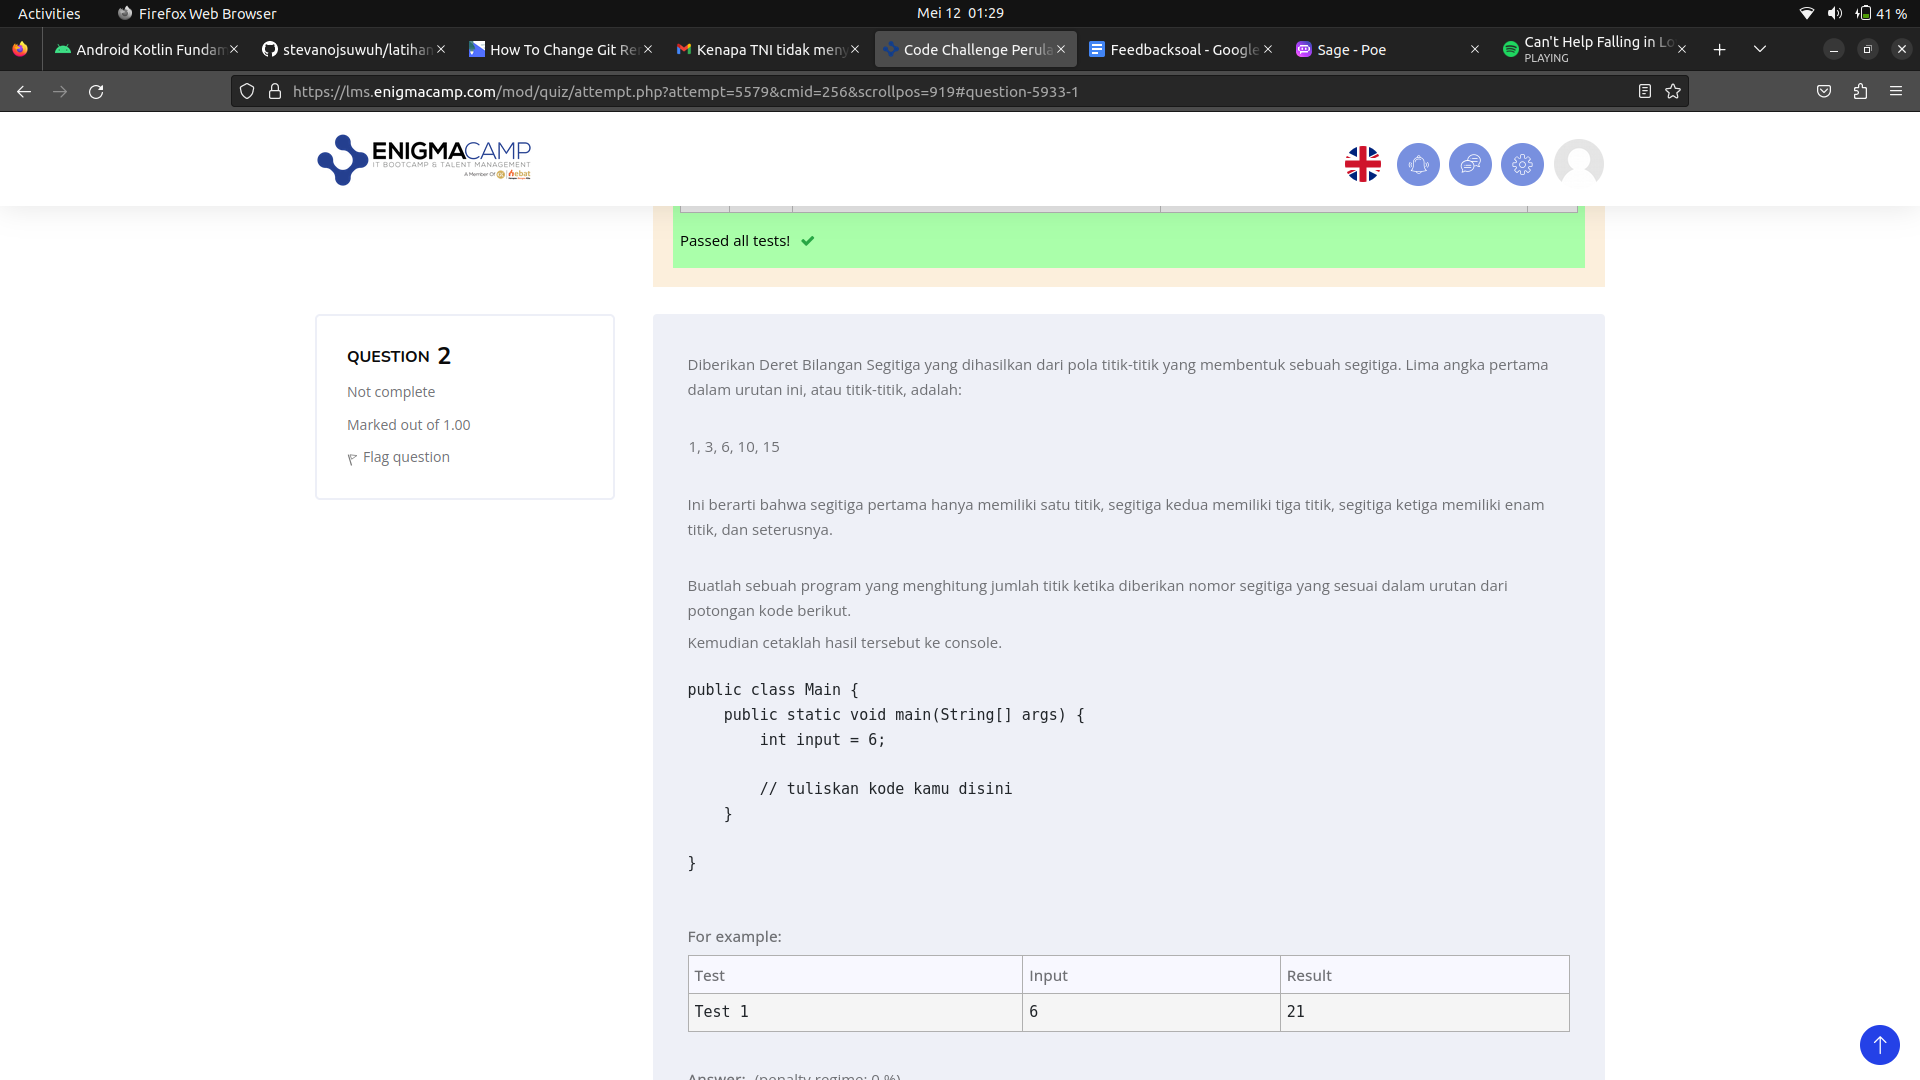 Activities
Firefox Web Browser
Mei 12 01:29
41 %
Android Kotlin Fundam
stevanojsuwuh/latihan
How To Change Git Re
Kenapa TNI tidak meny
Code Challenge Perula
Feedbacksoal - Google
Sage - Poe
Can't Help Falling in Lo
PLAYING
https://lms.enigmacamp.com/mod/quiz/attempt.php?attempt=5579&cmid=256&scrollpos=919#question-5933-1
ENIGMACAMP
IT BOOTCAMP & TALENT MANAGEMENT
A Member Of
Passed all tests!
QUESTION 2
Not complete
Marked out of 1.00
Flag question
Diberikan Deret Bilangan Segitiga yang dihasilkan dari pola titik-titik yang membentuk sebuah segitiga. Lima angka pertama
dalam urutan ini, atau titik-titik, adalah:
1, 3, 6, 10, 15
Ini berarti bahwa segitiga pertama hanya memiliki satu titik, segitiga kedua memiliki tiga titik, segitiga ketiga memiliki enam
titik, dan seterusnya.
Buatlah sebuah program yang menghitung jumlah titik ketika diberikan nomor segitiga yang sesuai dalam urutan dari
potongan kode berikut.
Kemudian cetaklah hasil tersebut ke console.
public class Main {
    public static void main(String[] args) {
        int input = 6;
        // tuliskan kode kamu disini
    }
}
For example:
Test Input Result
Test 1 6 21
Answer: (penalty regime: 0 %)